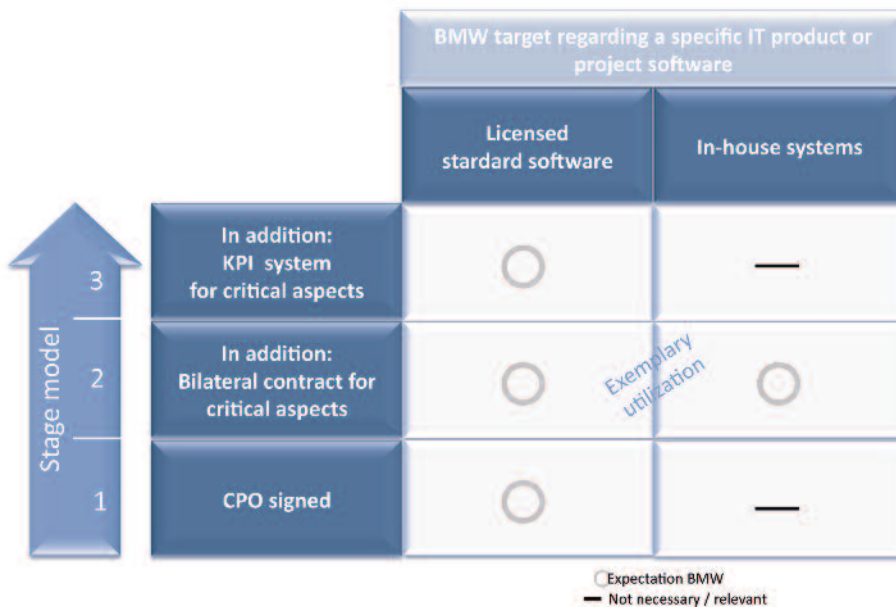 BMW target regarding a specific IT product or
project software
Licensed
stardard software
In-house systems
In addition:
KPI system
for critical aspects
3
In addition:
Bilateral contract for
critical aspects
2
Exemplary
utilization
CPO signed
1
Stage model
Expectation BMW
Not necessary / relevant